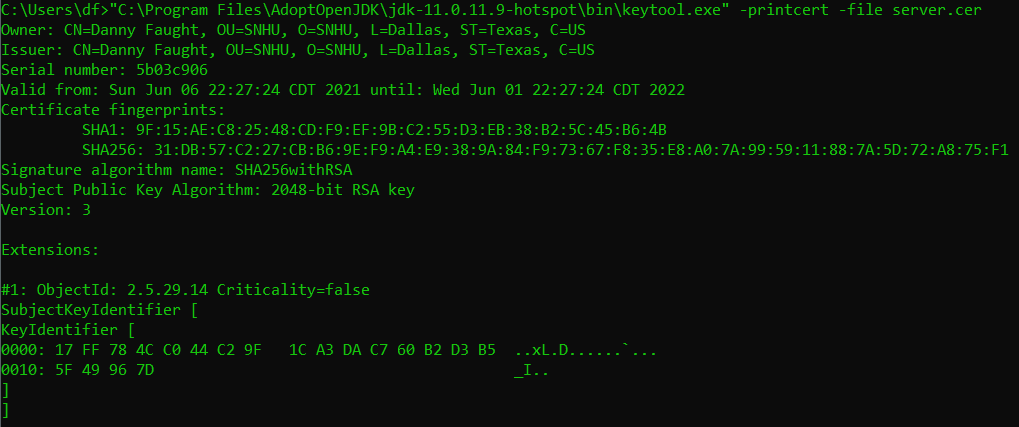 C:\Users\df>"C:\Program Files\AdoptOpenJDK\jdk-11.0.11.9-hotspot\bin\keytool.exe" -printcert -file server.cer
Owner: CN=Danny Faught, OU=SNHU, O=SNHU, L=Dallas, ST=Texas, C=US
Issuer: CN=Danny Faught, OU=SNHU, O=SNHU, L=Dallas, ST=Texas, C=US
Serial number: 5b03c906
Valid from: Sun Jun 06 22:27:24 CDT 2021 until: Wed Jun 01 22:27:24 CDT 2022
Certificate fingerprints:
         SHA1: 9F:15:AE:C8:25:48:CD:F9:EF:9B:C2:55:D3:EB:38:B2:5C:45:B6:4B
         SHA256: 31:DB:57:C2:27:CB:B6:9E:F9:A4:E9:38:9A:84:F9:73:67:F8:35:E8:A0:7A:99:59:11:88:7A:5D:72:A8:75:F1
Signature algorithm name: SHA256withRSA
Subject Public Key Algorithm: 2048-bit RSA key
Version: 3
Extensions:
#1: ObjectId: 2.5.29.14 Criticality=false
SubjectKeyIdentifier [
KeyIdentifier [
0000: 17 FF 78 4C C0 44 C2 9F   1C A3 DA C7 60 B2 D3 B5  ..xL.D......`...
0010: 5F 49 96 7D                                        _I..
]
]